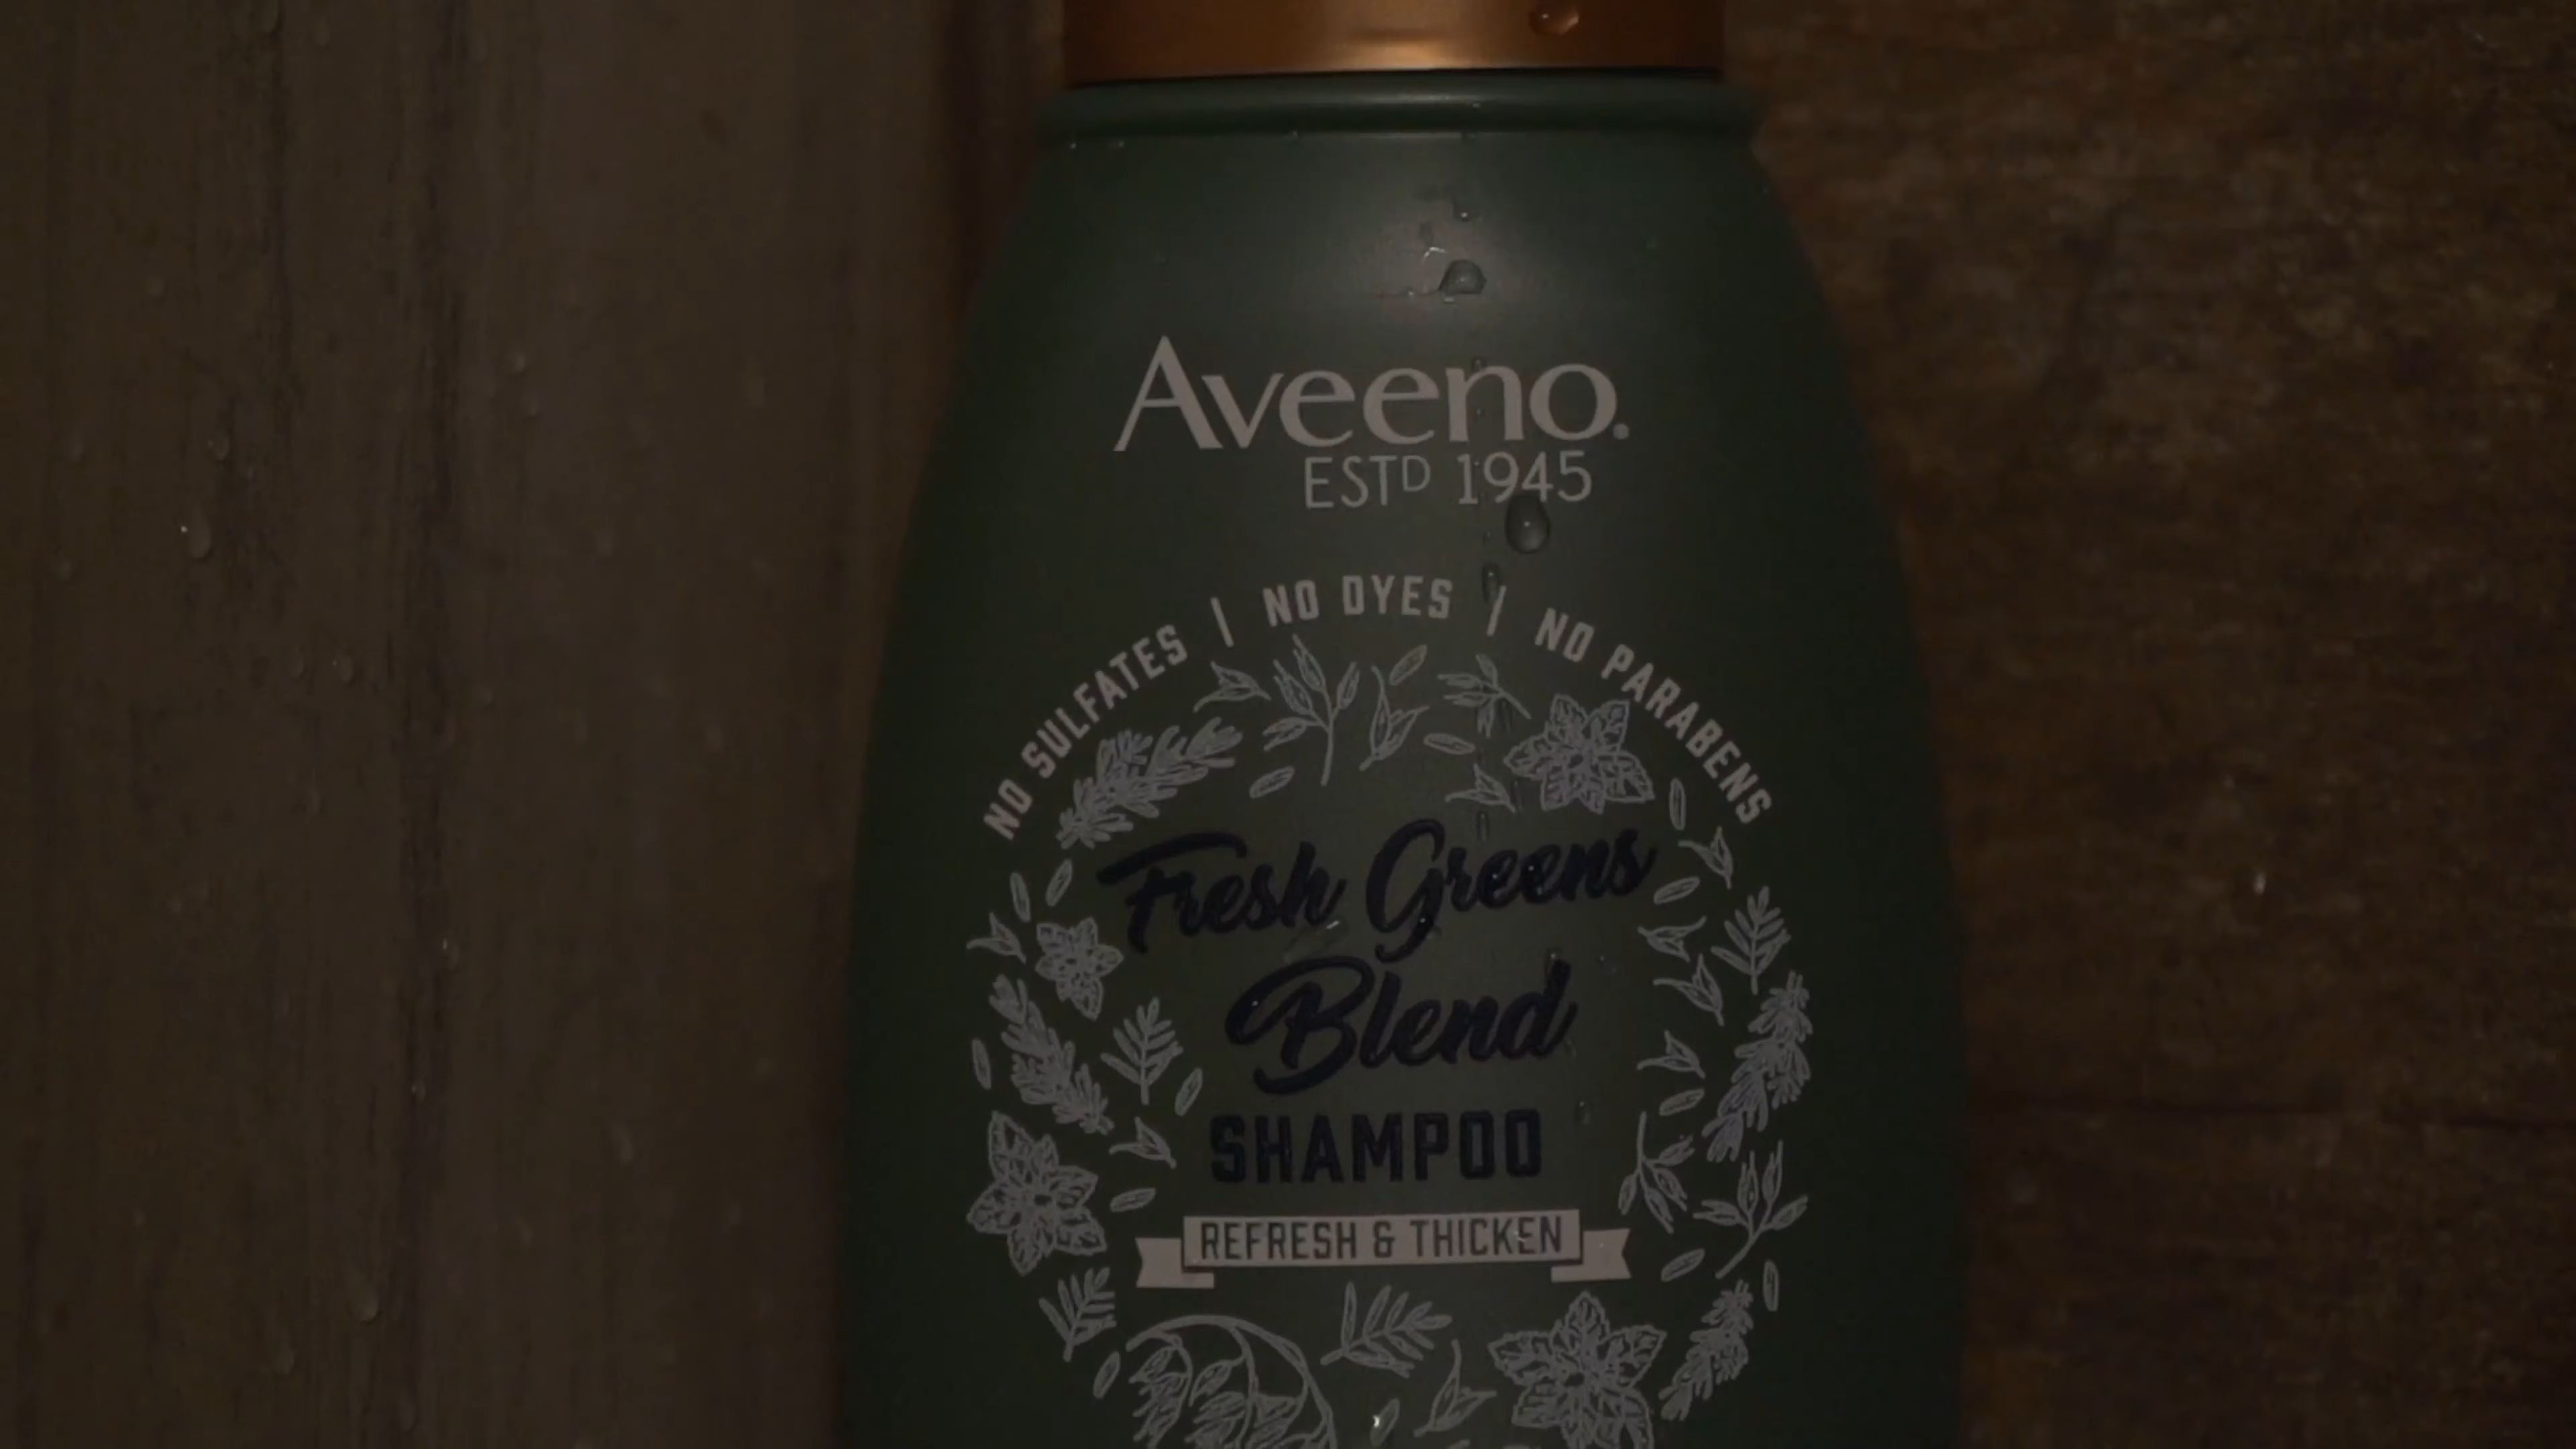 Aveeno.
ESTD 1945
NO SULFATES | NO DYES | NO PARABENS
Fresh Greens
Blend
SHAMPOO
REFRESH & THICKEN